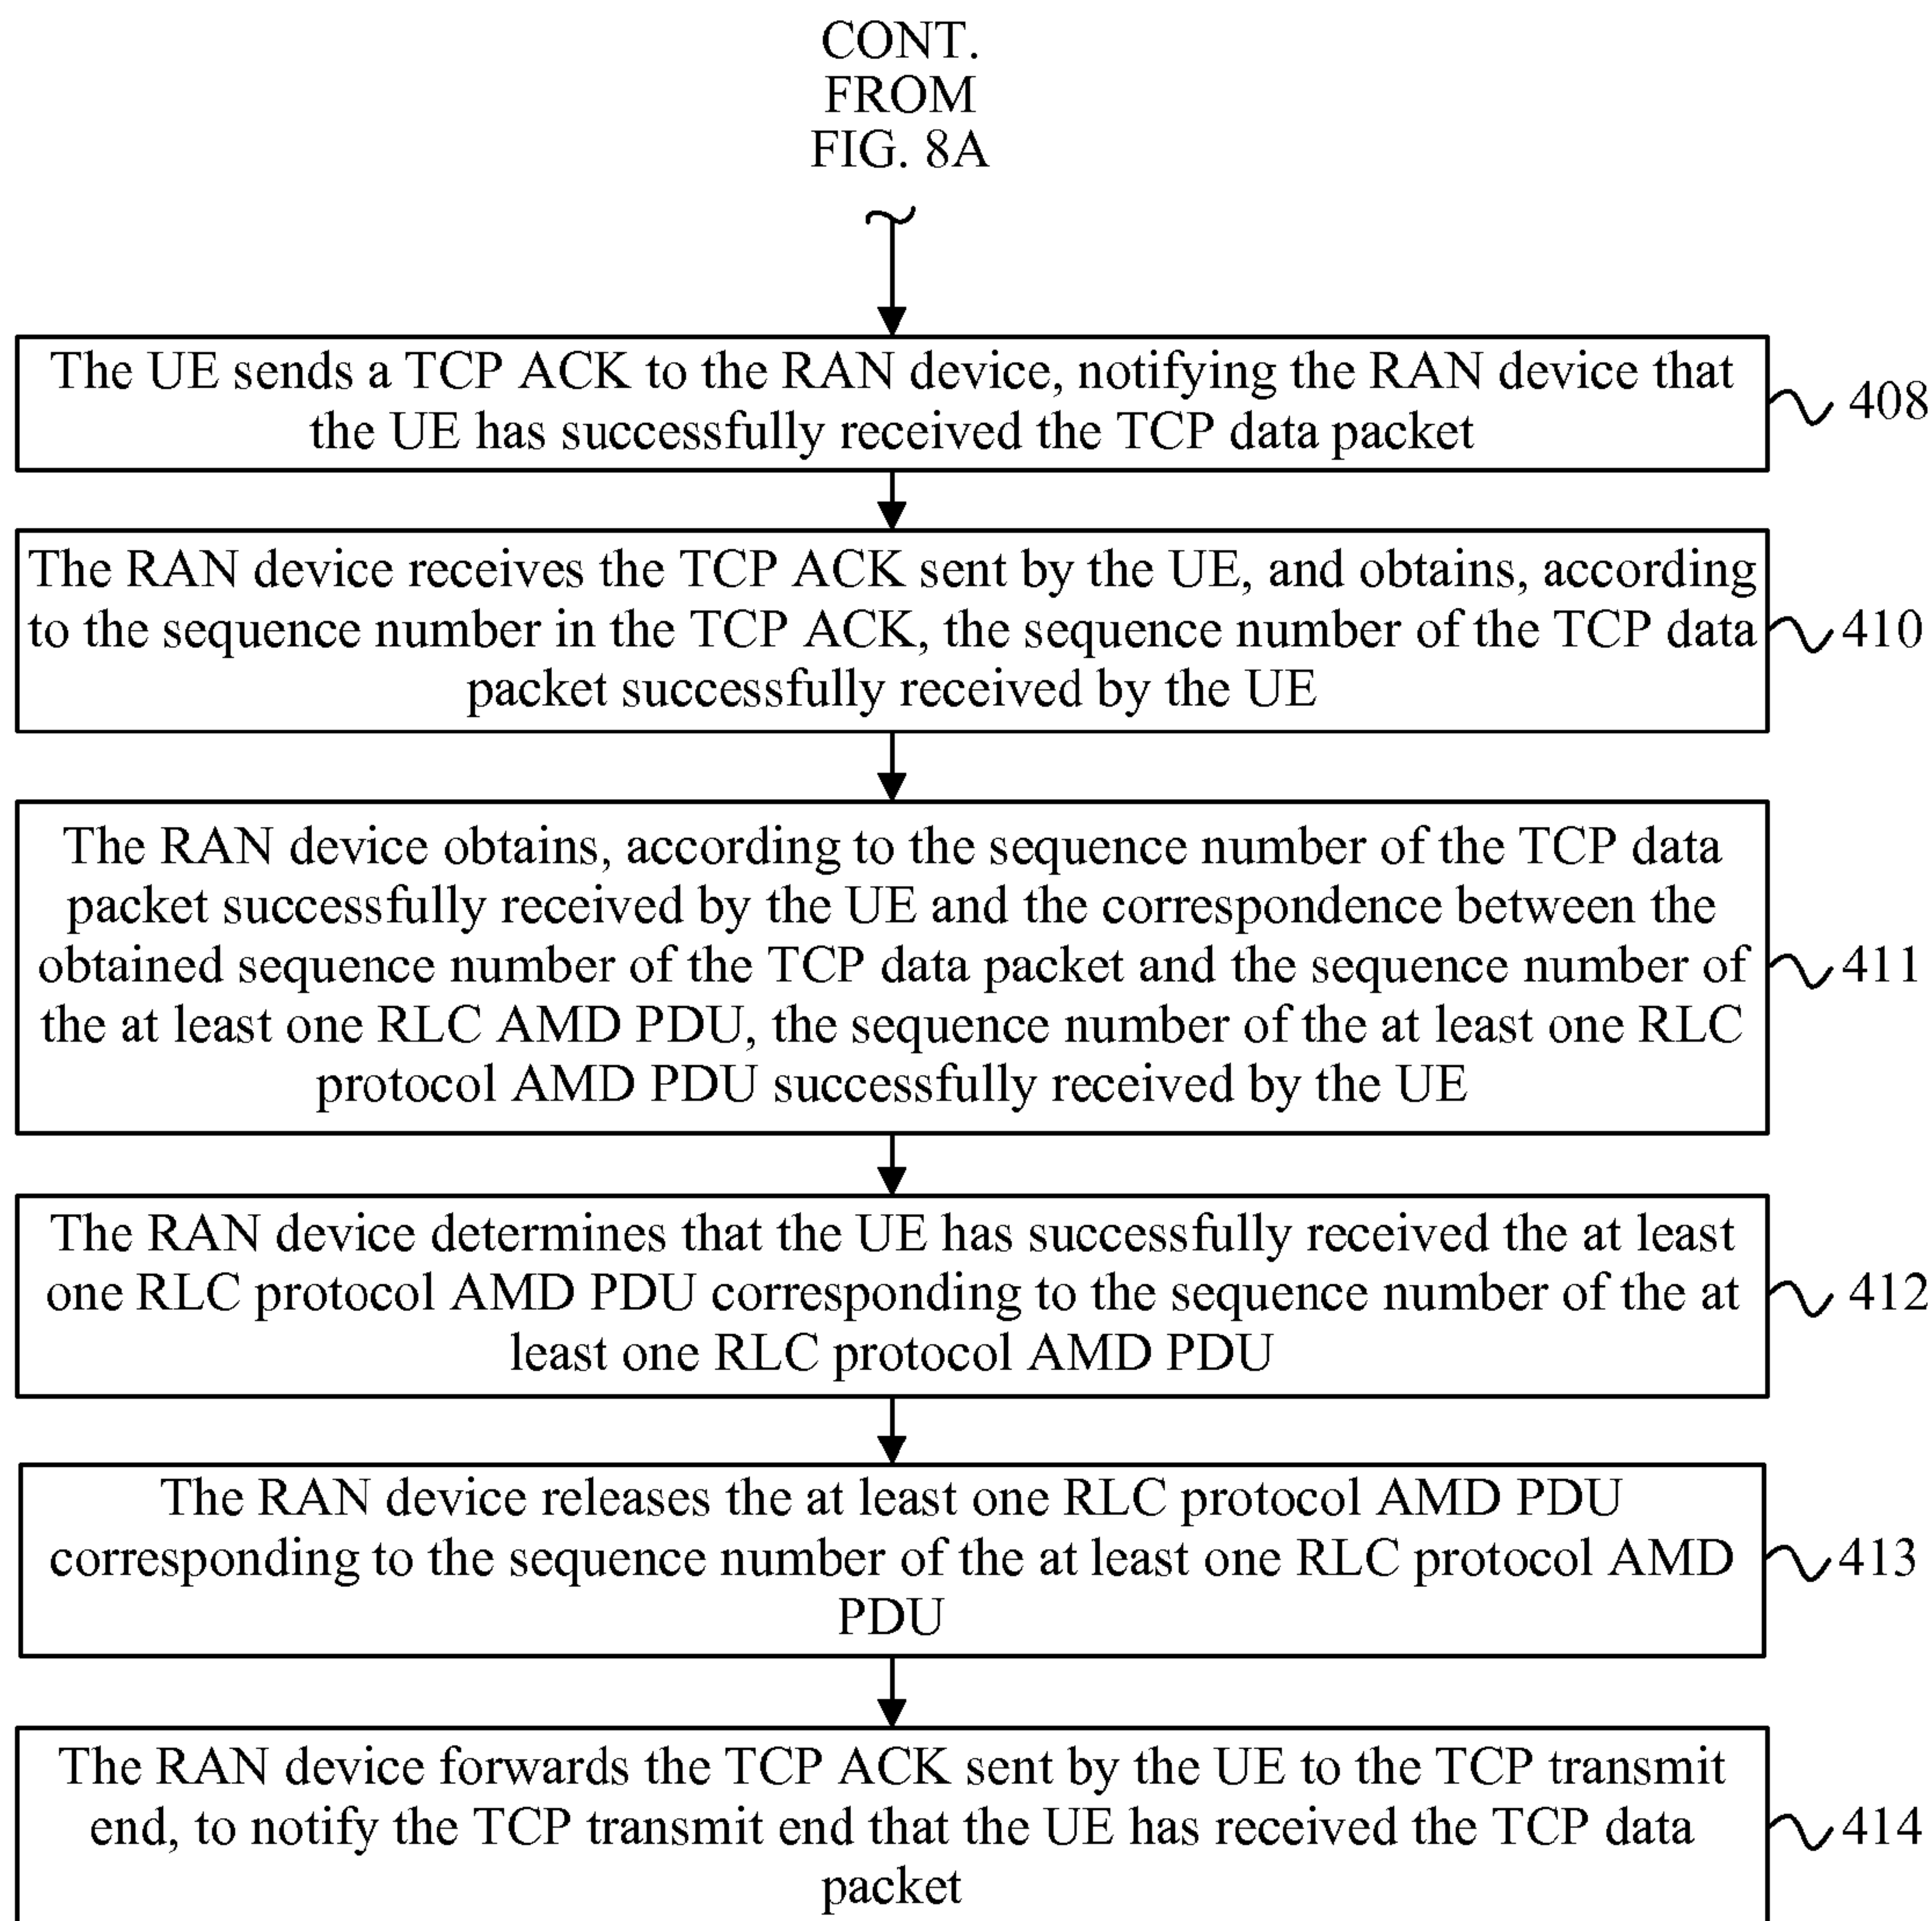 CONT.
FROM
FIG. 8A
The UE sends a TCP ACK to the RAN device, notifying the RAN device that
the UE has successfully received the TCP data packet
408
The RAN device receives the TCP ACK sent by the UE, and obtains, according
to the sequence number in the TCP ACK, the sequence number of the TCP data
packet successfully received by the UE
410
The RAN device obtains, according to the sequence number of the TCP data
packet successfully received by the UE and the correspondence between the
obtained sequence number of the TCP data packet and the sequence number of
the at least one RLC AMD PDU, the sequence number of the at least one RLC
protocol AMD PDU successfully received by the UE
411
The RAN device determines that the UE has successfully received the at least
one RLC protocol AMD PDU corresponding to the sequence number of the at
least one RLC protocol AMD PDU
412
The RAN device releases the at least one RLC protocol AMD PDU
corresponding to the sequence number of the at least one RLC protocol AMD
PDU
413
The RAN device forwards the TCP ACK sent by the UE to the TCP transmit
end, to notify the TCP transmit end that the UE has received the TCP data
packet
414